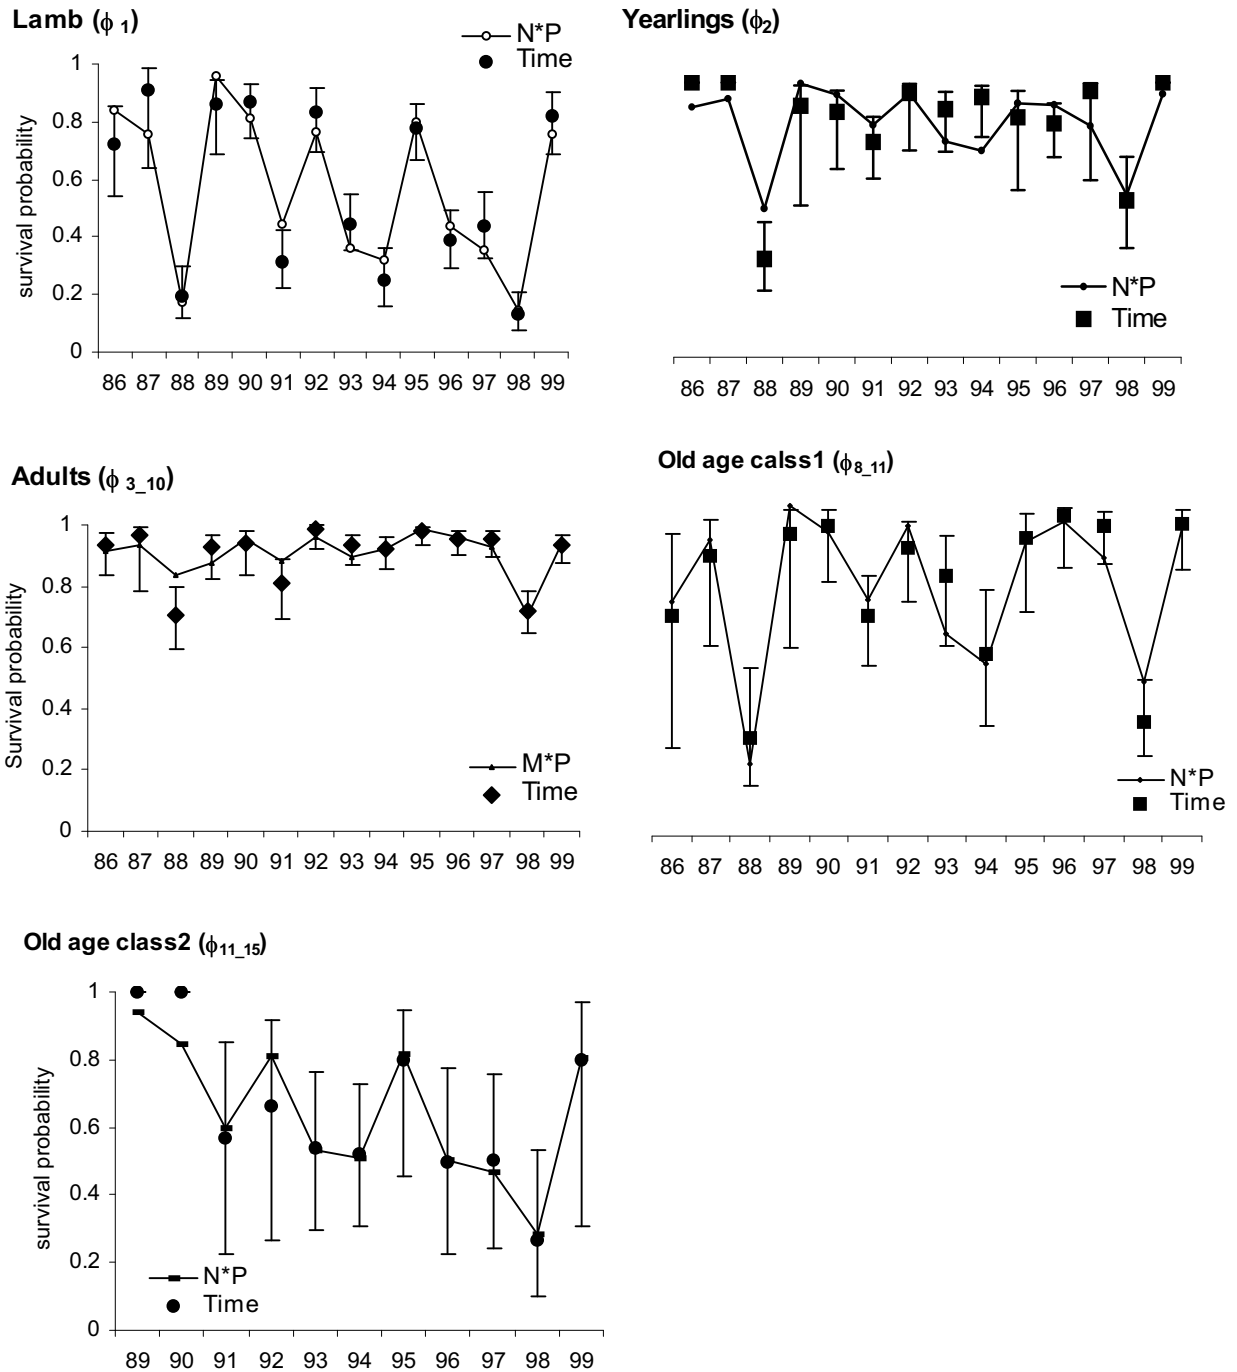 Lamb (ϕ 1)
N*P
Time
survival probability
1
0.8
0.6
0.4
0.2
0
86 87 88 89 90 91 92 93 94 95 96 97 98 99
Yearlings (ϕ2)
N*P
Time
86 87 88 89 90 91 92 93 94 95 96 97 98 99
Adults (ϕ 3_10)
Survival probability
1
0.8
0.6
0.4
0.2
0
M*P
Time
86 87 88 89 90 91 92 93 94 95 96 97 98 99
Old age calss1 (ϕ8_11)
N*P
Time
86 87 88 89 90 91 92 93 94 95 96 97 98 99
Old age class2 (ϕ11_15)
survival probability
1
0.8
0.6
0.4
0.2
0
N*P
Time
89 90 91 92 93 94 95 96 97 98 99